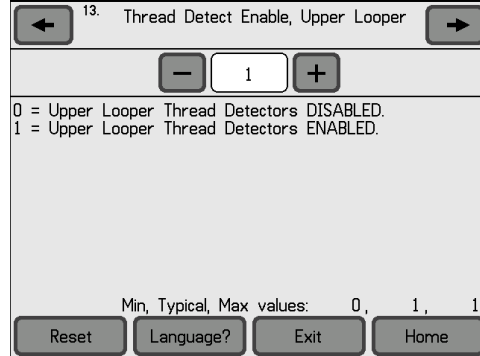 13. Thread Detect Enable, Upper Looper
- 1 +
0 = Upper Looper Thread Detectors DISABLED.
1 = Upper Looper Thread Detectors ENABLED.
Min, Typical, Max values: 0, 1, 1
Reset Language? Exit Home